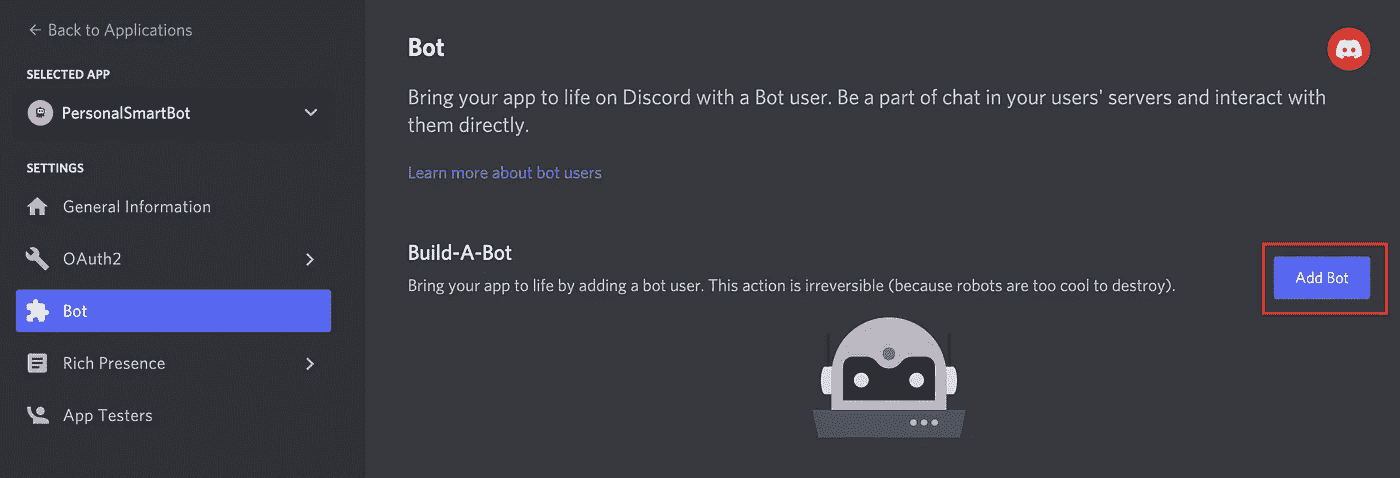 ← Back to Applications
SELECTED APP
PersonalSmartBot
SETTINGS
General Information
OAuth2
Bot
Rich Presence
App Testers
Bot
Bring your app to life on Discord with a Bot user. Be a part of chat in your users' servers and interact with
them directly.
Learn more about bot users
Build-A-Bot
Bring your app to life by adding a bot user. This action is irreversible (because robots are too cool to destroy).
Add Bot